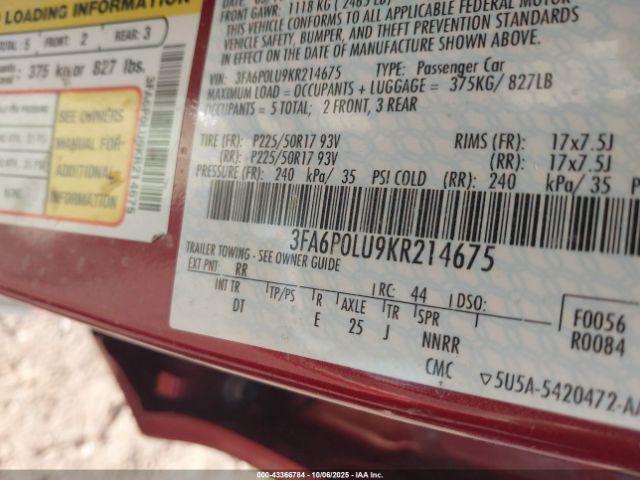 LOADING INFORMATION
TOTAL: 5 FRONT: 2 REAR: 3
375 kg or 827 lbs.
SEE OWNERS
MANUAL FOR
ADDITIONAL
INFORMATION
3FA6P0LU9KR214675
FRONT GAWR: 1118 KG ( 2465 LB)
THIS VEHICLE CONFORMS TO ALL APPLICABLE FEDERAL MOTOR
VEHICLE SAFETY, BUMPER, AND THEFT PREVENTION STANDARDS
IN EFFECT ON THE DATE OF MANUFACTURE SHOWN ABOVE.
VIN: 3FA6P0LU9KR214675 TYPE: Passenger Car
MAXIMUM LOAD = OCCUPANTS + LUGGAGE = 375KG/ 827LB
OCCUPANTS = 5 TOTAL; 2 FRONT, 3 REAR
TIRE (FR): P225/50R17 93V RIMS (FR): 17x7.5J
(RR): P225/50R17 93V (RR): 17x7.5J
PRESSURE (FR): 240 kPa/ 35 PSI COLD (RR): 240 kPa/ 35
3FA6P0LU9KR214675
TRAILER TOWING - SEE OWNER GUIDE
EXT PNT: RR RC: 44 DSO:
INT TR TP/PS R AXLE TR SPR
DT E 25 J NNRR
CMC
F0056
R0084
▽5U5A-5420472-AA
000-43366784 | 10/06/2025 | IAA Inc.